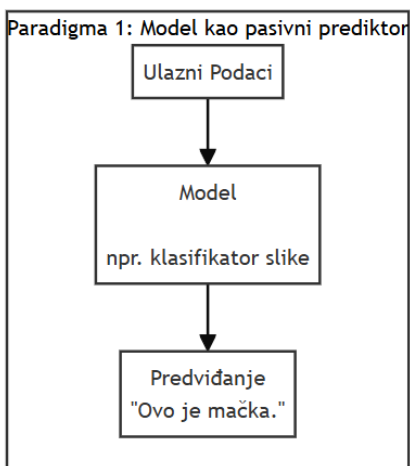 Paradigma 1: Model kao pasivni prediktor
Ulazni Podaci
Model
npr. klasifikator slike
Predviđanje
"Ovo je mačka."